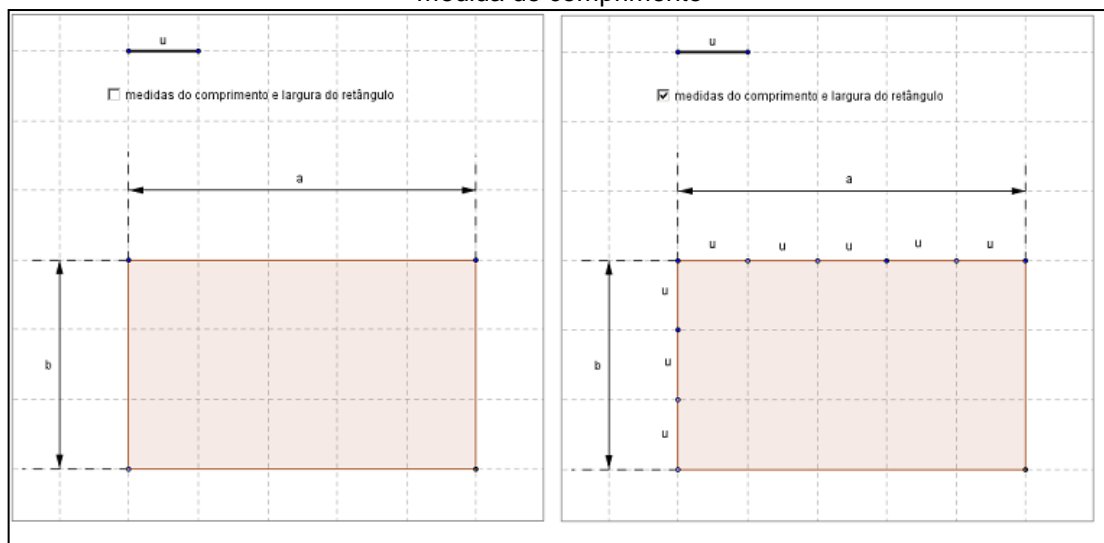 medida do comprimento
u
medidas do comprimento e largura do retângulo
a
b
u
medidas do comprimento e largura do retângulo
a
u u u u u
u
b u
u